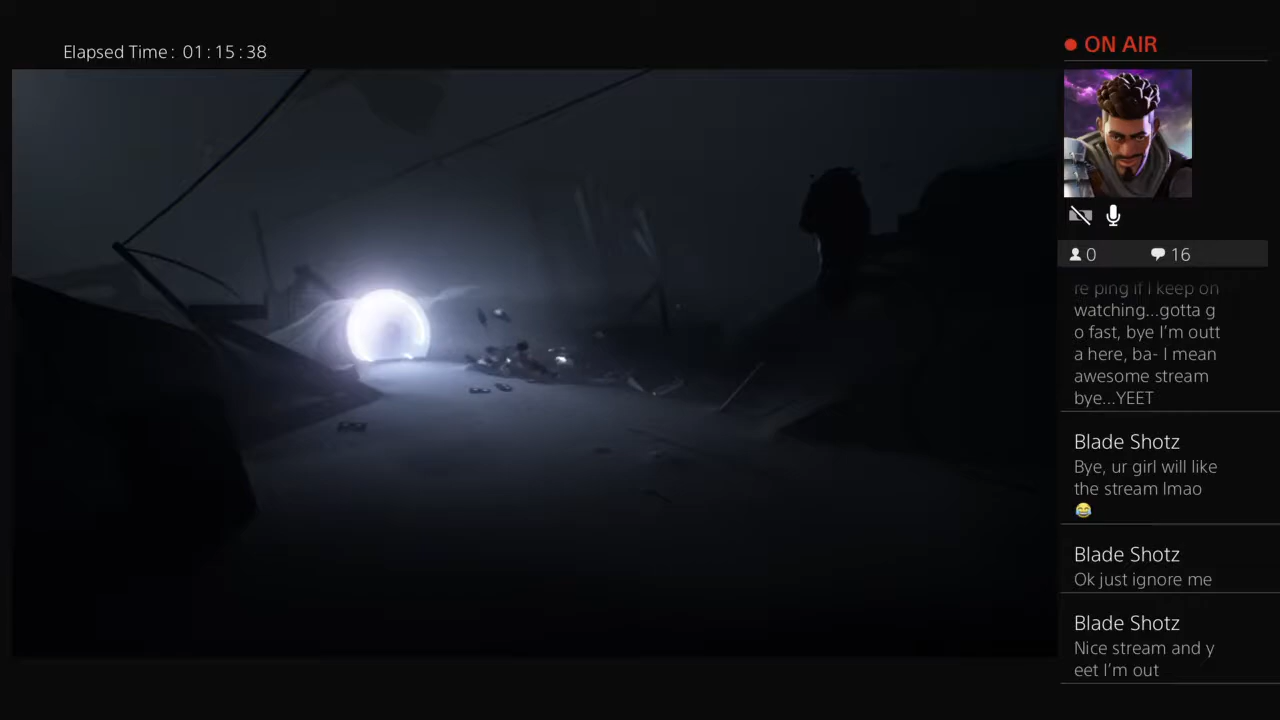 Elapsed Time: 01:15:38
ON AIR
0 16
re ping if I keep on
watching...gotta g
o fast, bye I'm outt
a here, ba- I mean
awesome stream
bye...YEET
Blade Shotz
Bye, ur girl will like
the stream lmao
😂
Blade Shotz
Ok just ignore me
Blade Shotz
Nice stream and y
eet I'm out